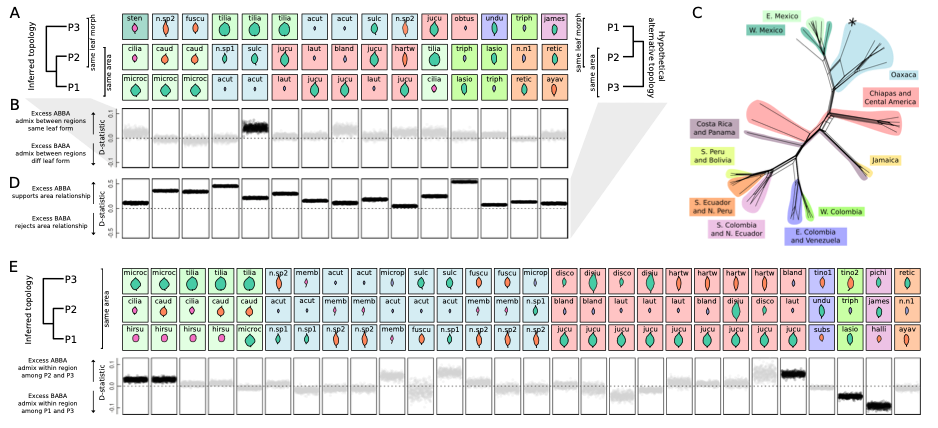 A
Inferred topology
P3
P2
P1
same leaf morph
same area
sten n.sp2 fuscu tilia tilia tilia acut acut sulc n.sp2 jucu obtus undu triph james
cilia caud caud n.sp1 sulc jucu laut bland jucu hartw tilia triph lasio n.n1 retic
microc microc microc acut acut laut jucu jucu laut jucu cilia lasio triph retic ayav
P1
P2
P3
same area
same leaf morph
Hypothetical
alternative topology
B
Excess ABBA
admix between regions
same leaf form
Excess BABA
admix between regions
diff leaf form
D-statistic
0.1
0.0
-0.1
D
Excess ABBA
supports area relationship
Excess BABA
rejects area relationship
D-statistic
0.5
0.0
-0.5
C
E. Mexico
W. Mexico
*
Oaxaca
Chiapas and
Cental America
Costa Rica
and Panama
Jamaica
S. Peru
and Bolivia
S. Ecuador
and N. Peru
W. Colombia
S. Colombia
and N. Ecuador
E. Colombia
and Venezuela
E
Inferred topology
P3
P2
P1
same area
microc microc tilia tilia tilia n.sp2 memb acut acut microp sulc sulc fuscu fuscu microp disco disju disco disju hartw hartw hartw hartw bland tino1 tino2 pichi retic
cilia caud cilia caud caud acut acut memb memb acut acut acut memb memb n.sp1 bland bland laut laut bland laut disju disco laut undu triph james n.n1
hirsu hirsu hirsu hirsu microc n.sp1 n.sp1 n.sp2 n.sp2 memb fuscu n.sp1 n.sp2 n.sp2 n.sp2 jucu jucu jucu jucu jucu jucu jucu jucu jucu subs lasio halli ayav
Excess ABBA
admix within region
among P2 and P3
Excess BABA
admix within region
among P1 and P3
D-statistic
0.1
0.0
-0.1